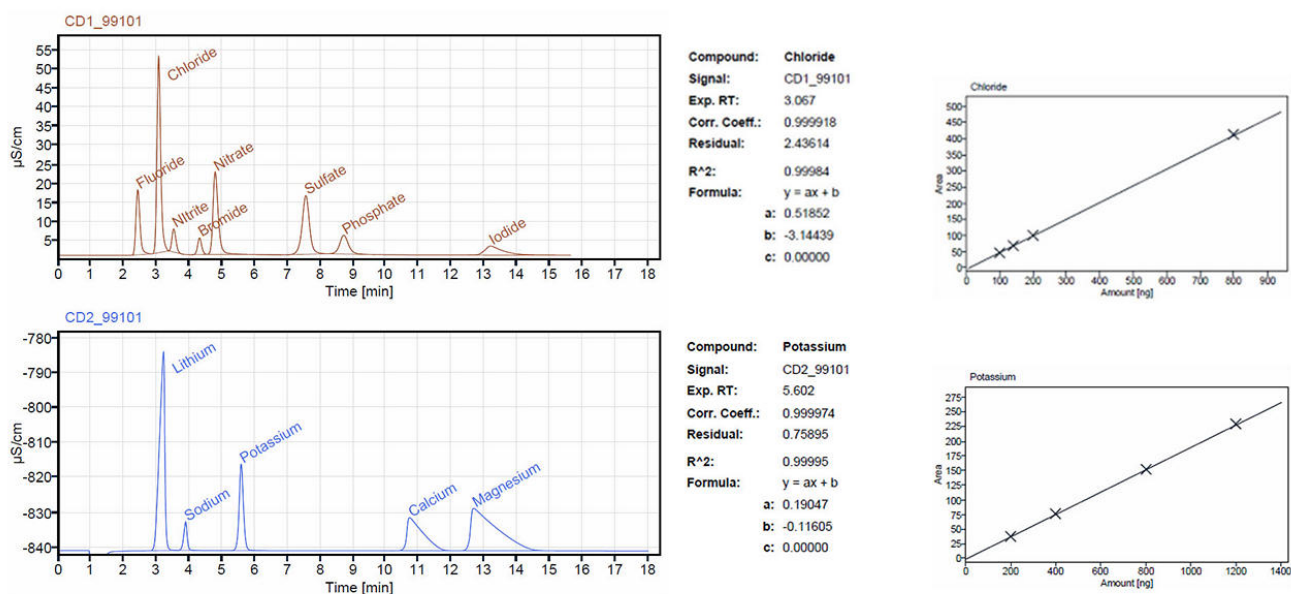 CD1_99101
55
50
45
40
35
30
25
20
15
10
5
µS/cm
Fluoride
Chloride
NItrite
Bromide
Nitrate
Sulfate
Phosphate
Iodide
0 1 2 3 4 5 6 7 8 9 10 11 12 13 14 15 16 17 18
Time [min]
Compound: Chloride
Signal: CD1_99101
Exp. RT: 3.067
Corr. Coeff.: 0.999918
Residual: 2.43614
R^2: 0.99984
Formula: y = ax + b
a: 0.51852
b: -3.14439
c: 0.00000
Chloride
500
450
400
350
300
250
200
150
100
50
0
Area
0 100 200 300 400 500 600 700 800 900
Amount [ng]
CD2_99101
-780
-790
-800
-810
-820
-830
-840
µS/cm
Lithium
Sodium
Potassium
Calcium
Magnesium
0 1 2 3 4 5 6 7 8 9 10 11 12 13 14 15 16 17 18
Time [min]
Compound: Potassium
Signal: CD2_99101
Exp. RT: 5.602
Corr. Coeff.: 0.999974
Residual: 0.75895
R^2: 0.99995
Formula: y = ax + b
a: 0.19047
b: -0.11605
c: 0.00000
Potassium
275
250
225
200
175
150
125
100
75
50
25
0
Area
0 200 400 600 800 1000 1200 1400
Amount [ng]